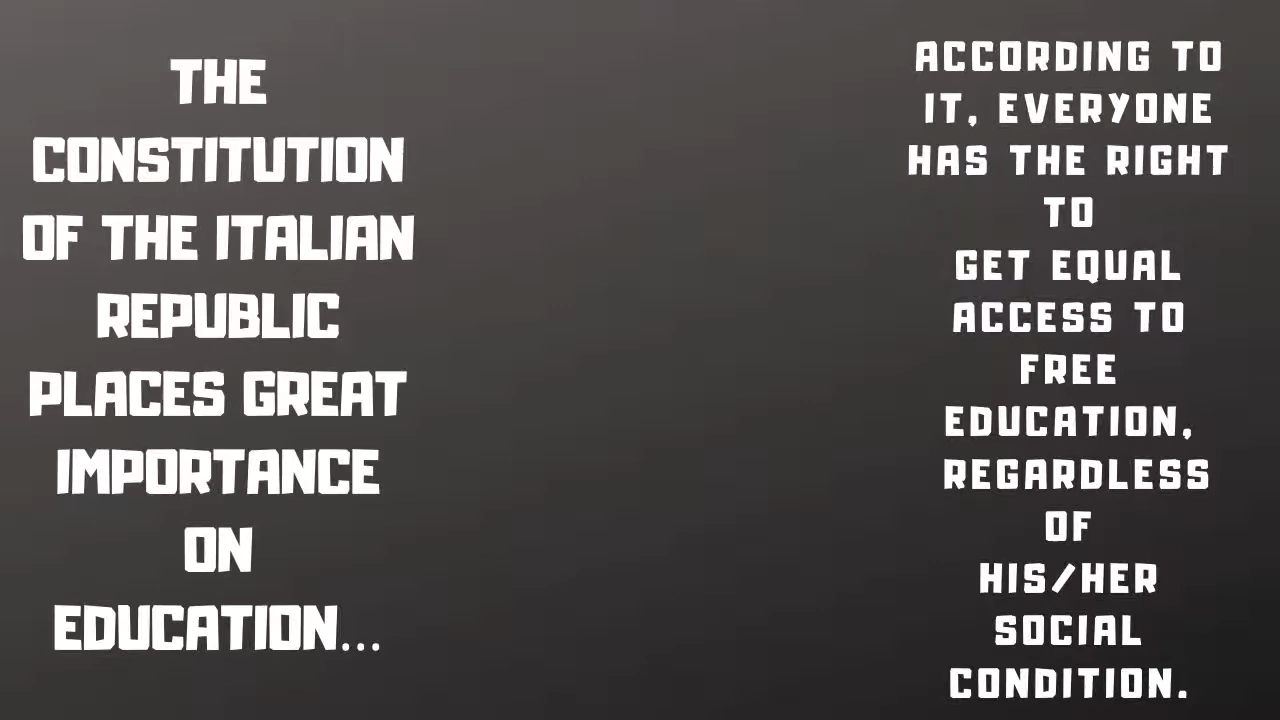 THE
CONSTITUTION
OF THE ITALIAN
REPUBLIC
PLACES GREAT
IMPORTANCE
ON
EDUCATION...
ACCORDING TO
IT, EVERYONE
HAS THE RIGHT
TO
GET EQUAL
ACCESS TO
FREE
EDUCATION,
REGARDLESS
OF
HIS/HER
SOCIAL
CONDITION.